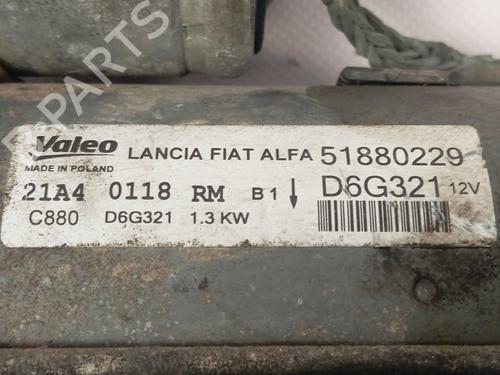 Valeo LANCIA FIAT ALFA 51880229
MADE IN POLAND
21A4 0118 RM B1 D6G321 12V
C880 D6G321 1.3 KW
B-PARTS